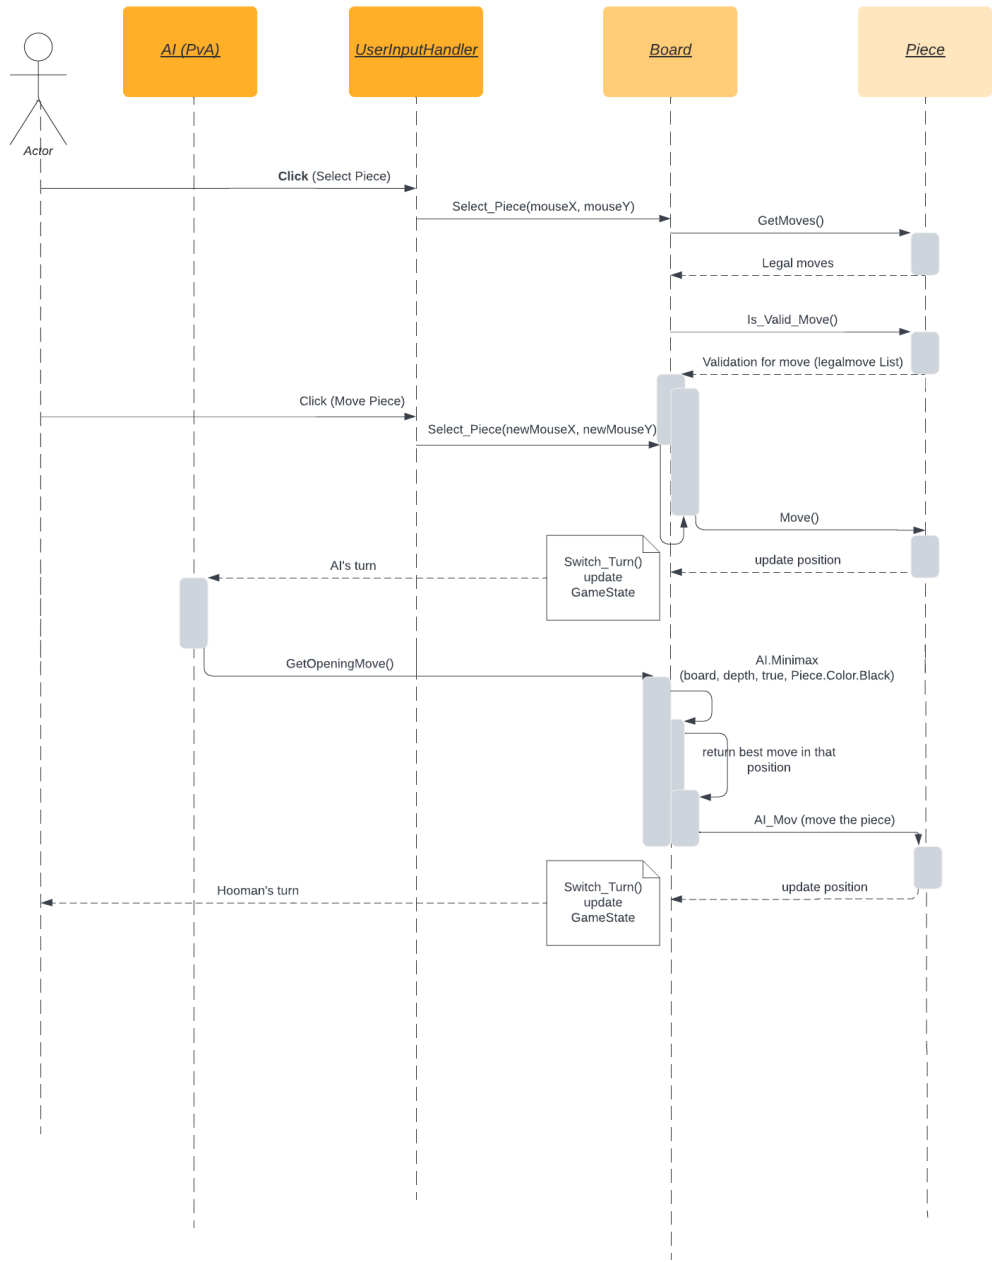 AI (PvA)
UserInputHandler
Board
Piece
Actor
Click (Select Piece)
Select_Piece(mouseX, mouseY)
GetMoves()
Legal moves
Is_Valid_Move()
Validation for move (legalmove List)
Click (Move Piece)
Select_Piece(newMouseX, newMouseY)
Move()
Switch_Turn()
update
GameState
update position
AI's turn
GetOpeningMove()
AI.Minimax
(board, depth, true, Piece.Color.Black)
return best move in that
position
AI_Mov (move the piece)
Switch_Turn()
update
GameState
update position
Hooman's turn